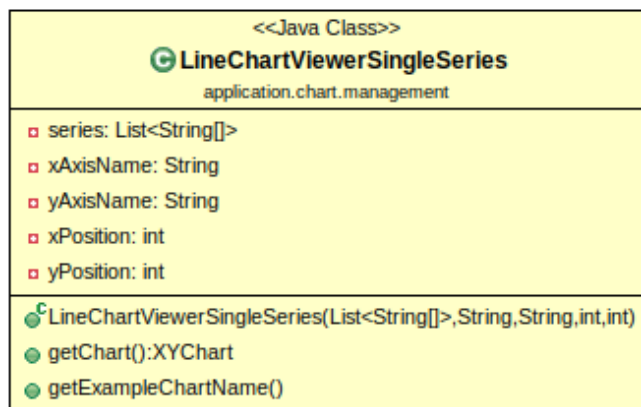 <<Java Class>>
C LineChartViewerSingleSeries
application.chart.management
series: List<String[]>
xAxisName: String
yAxisName: String
xPosition: int
yPosition: int
C LineChartViewerSingleSeries(List<String[]>,String,String,int,int)
getChart():XYChart
getExampleChartName()